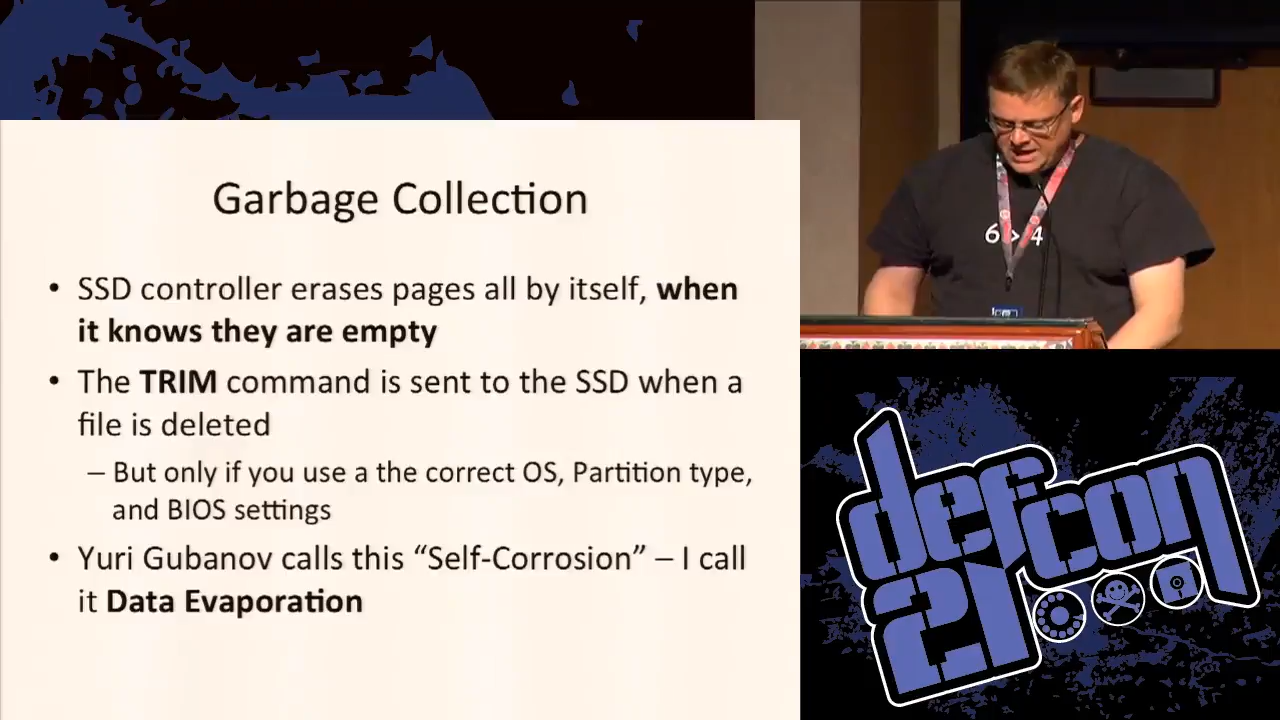 Garbage Collection
• SSD controller erases pages all by itself, when
it knows they are empty
• The TRIM command is sent to the SSD when a
file is deleted
– But only if you use a the correct OS, Partition type,
and BIOS settings
• Yuri Gubanov calls this “Self-Corrosion” – I call
it Data Evaporation
6>4
defcon
21